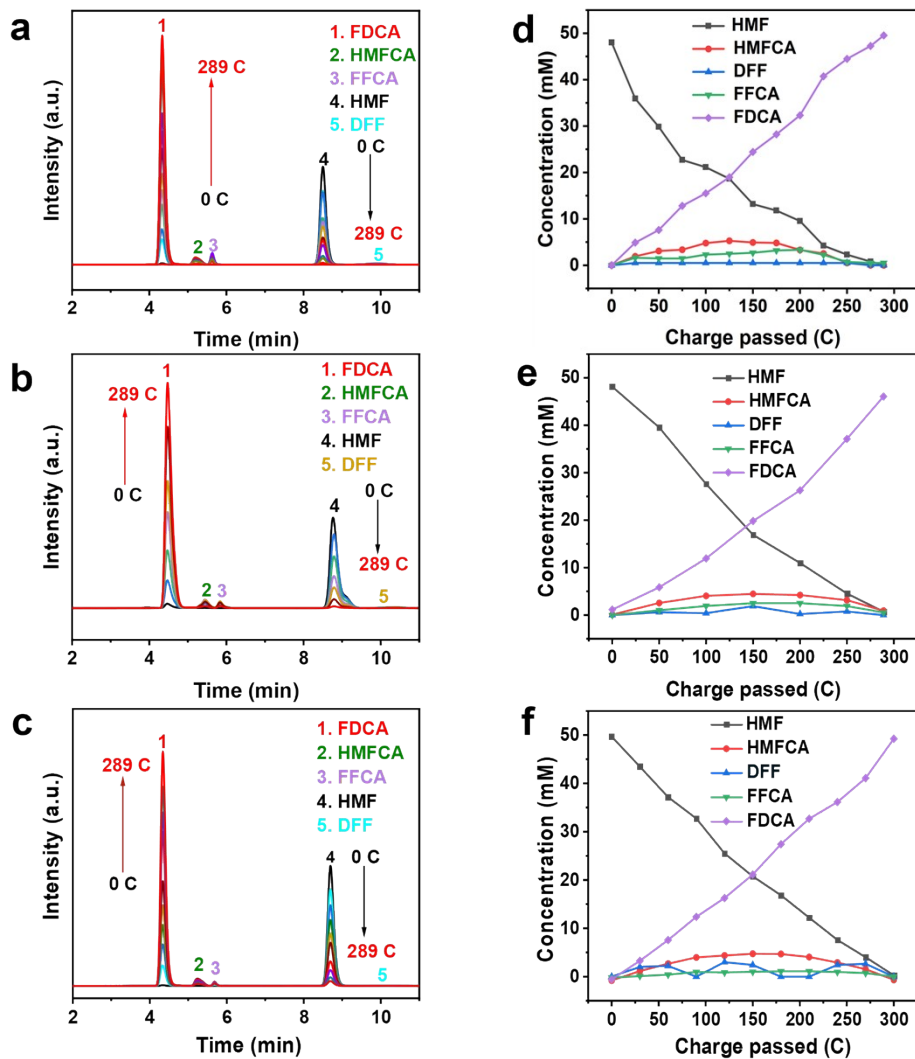 a
Intensity (a.u.)
1
289 C
0 C
2
3
4
5
1. FDCA
2. HMFCA
3. FFCA
4. HMF
5. DFF
0 C
289 C
2 4 6 8 10
Time (min)
d
Concentration (mM)
50
40
30
20
10
0
HMF
HMFCA
DFF
FFCA
FDCA
0 50 100 150 200 250 300
Charge passed (C)
b
Intensity (a.u.)
1
289 C
0 C
2
3
4
5
1. FDCA
2. HMFCA
3. FFCA
4. HMF
5. DFF
0 C
289 C
2 4 6 8 10
Time (min)
e
Concentration (mM)
50
40
30
20
10
0
HMF
HMFCA
DFF
FFCA
FDCA
0 50 100 150 200 250 300
Charge passed (C)
c
Intensity (a.u.)
1
289 C
0 C
2
3
4
5
1. FDCA
2. HMFCA
3. FFCA
4. HMF
5. DFF
0 C
289 C
2 4 6 8 10
Time (min)
f
Concentration (mM)
50
40
30
20
10
0
HMF
HMFCA
DFF
FFCA
FDCA
0 50 100 150 200 250 300
Charge passed (C)